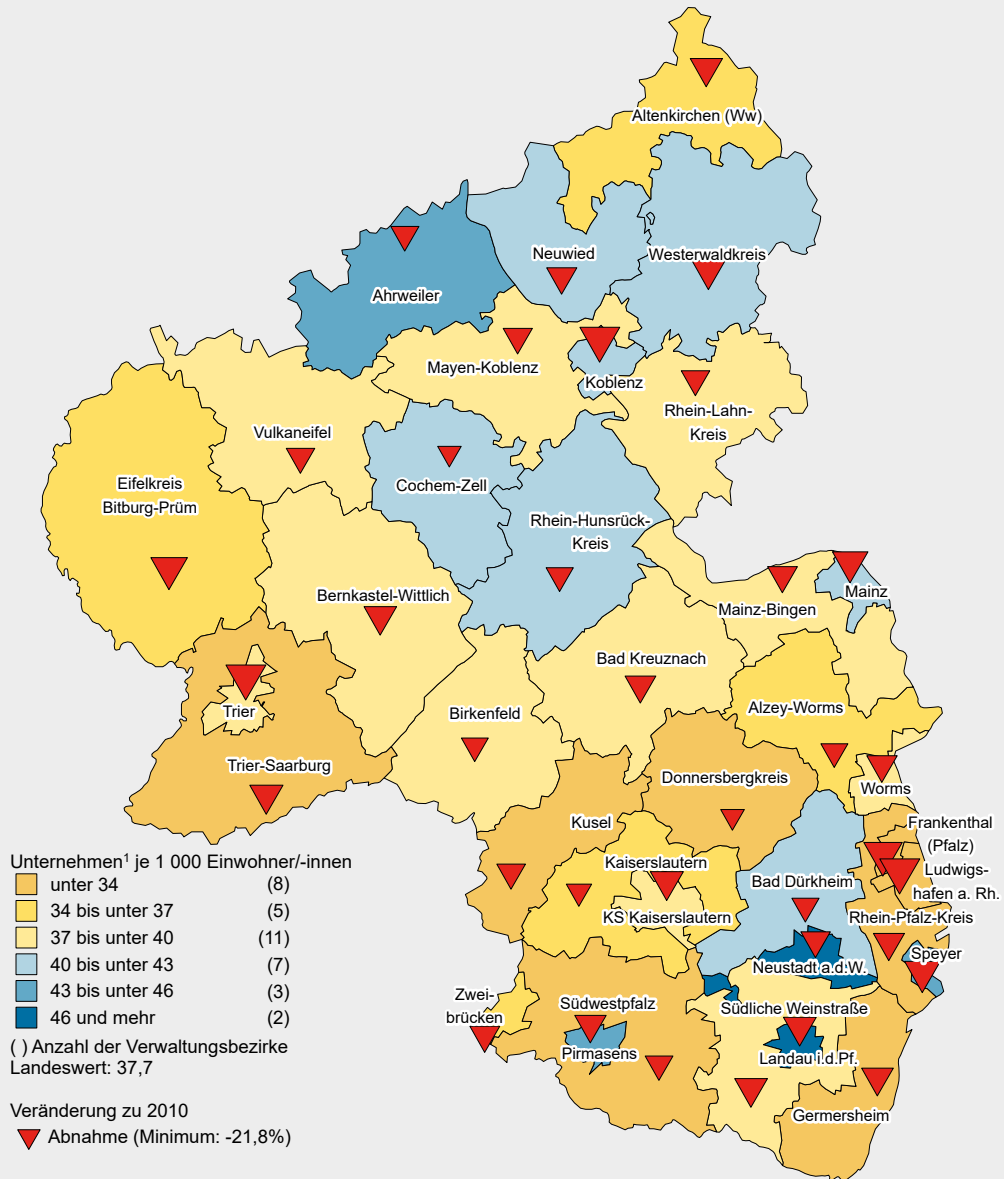 Altenkirchen (Ww)
Neuwied
Westerwaldkreis
Ahrweiler
Mayen-Koblenz
Koblenz
Rhein-Lahn-
Kreis
Vulkaneifel
Cochem-Zell
Eifelkreis
Bitburg-Prüm
Rhein-Hunsrück-
Kreis
Bernkastel-Wittlich
Mainz-Bingen
Mainz
Bad Kreuznach
Alzey-Worms
Trier
Birkenfeld
Trier-Saarburg
Donnersbergkreis
Worms
Kusel
Frankenthal
(Pfalz)
Ludwigs-
hafen a. Rh.
Kaiserslautern
Bad Dürkheim
KS Kaiserslautern
Rhein-Pfalz-Kreis
Speyer
Neustadt a.d.W.
Zwei-
brücken
Südwestpfalz
Südliche Weinstraße
Pirmasens
Landau i.d.Pf.
Germersheim
Unternehmen¹ je 1 000 Einwohner/-innen
unter 34 (8)
34 bis unter 37 (5)
37 bis unter 40 (11)
40 bis unter 43 (7)
43 bis unter 46 (3)
46 und mehr (2)
( ) Anzahl der Verwaltungsbezirke
Landeswert: 37,7
Veränderung zu 2010
Abnahme (Minimum: -21,8%)